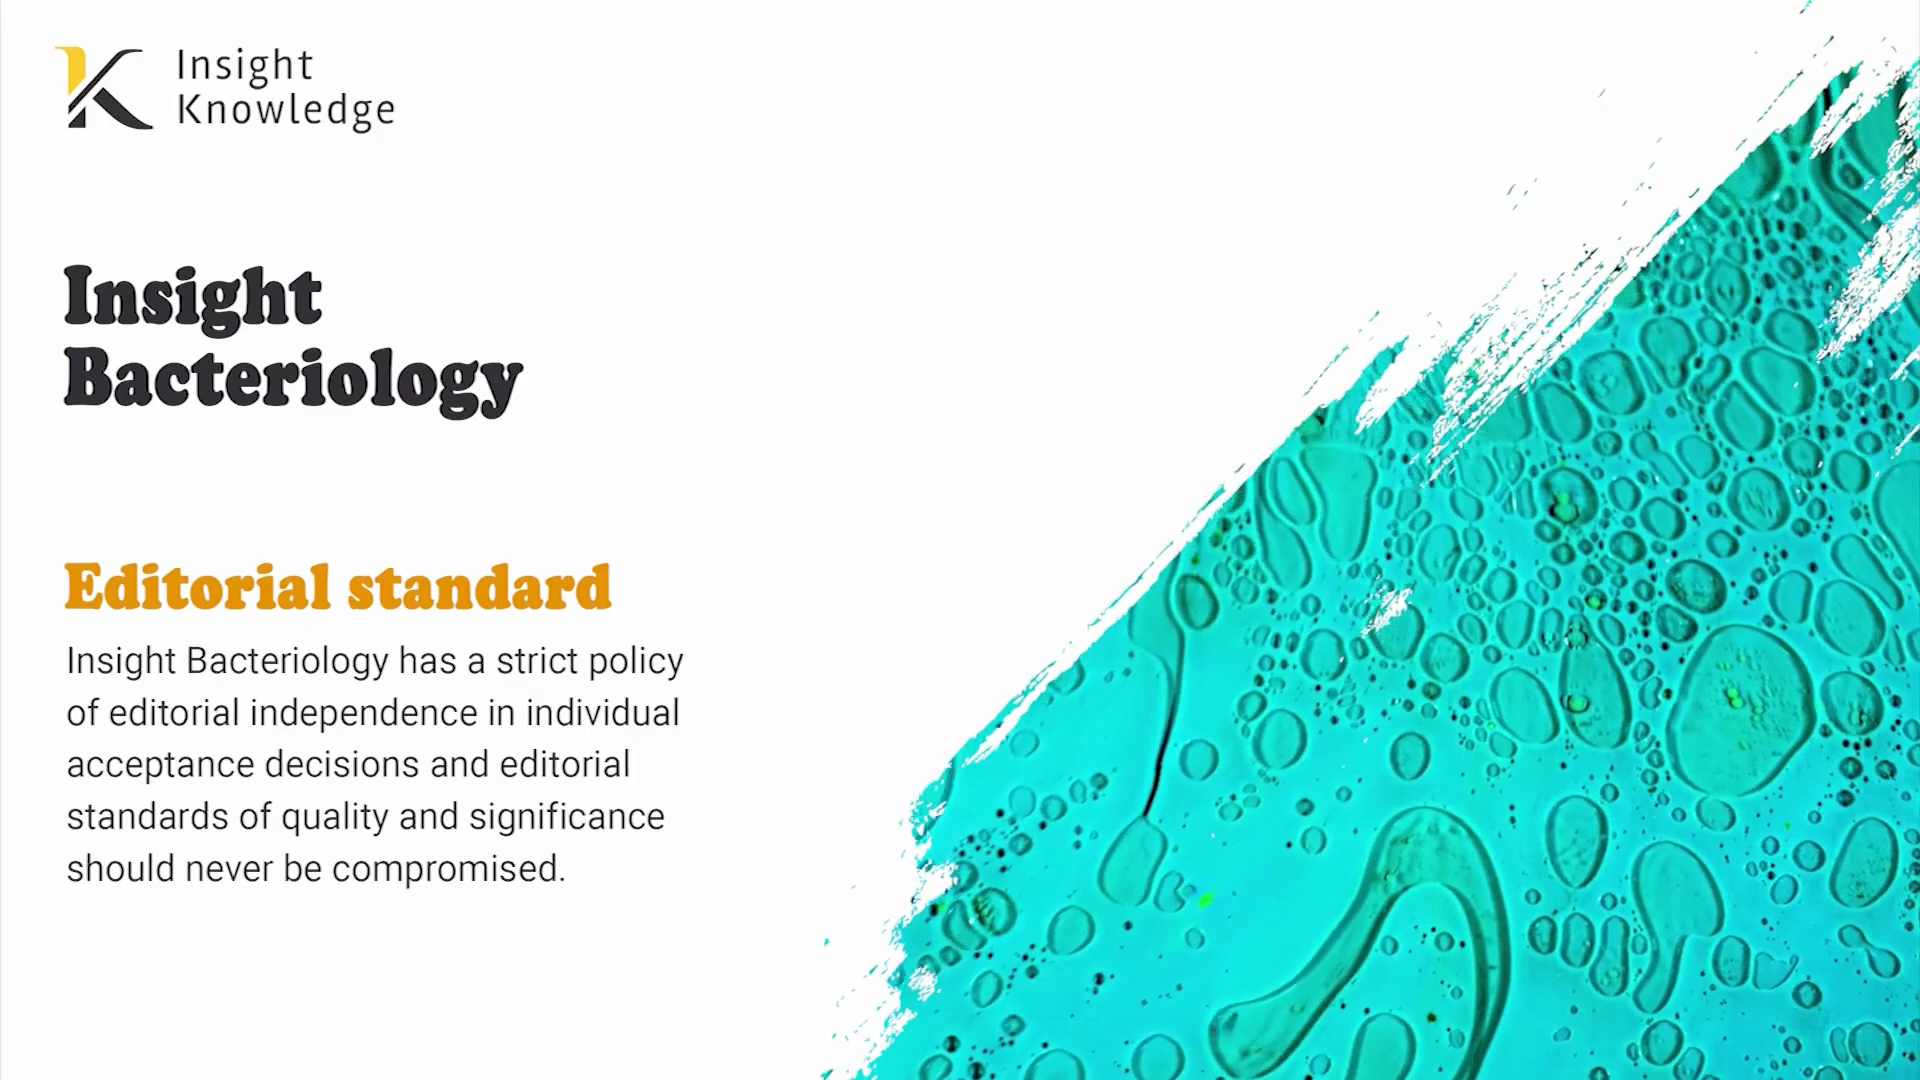 Insight
Knowledge
Insight
Bacteriology
Editorial standard
Insight Bacteriology has a strict policy
of editorial independence in individual
acceptance decisions and editorial
standards of quality and significance
should never be compromised.